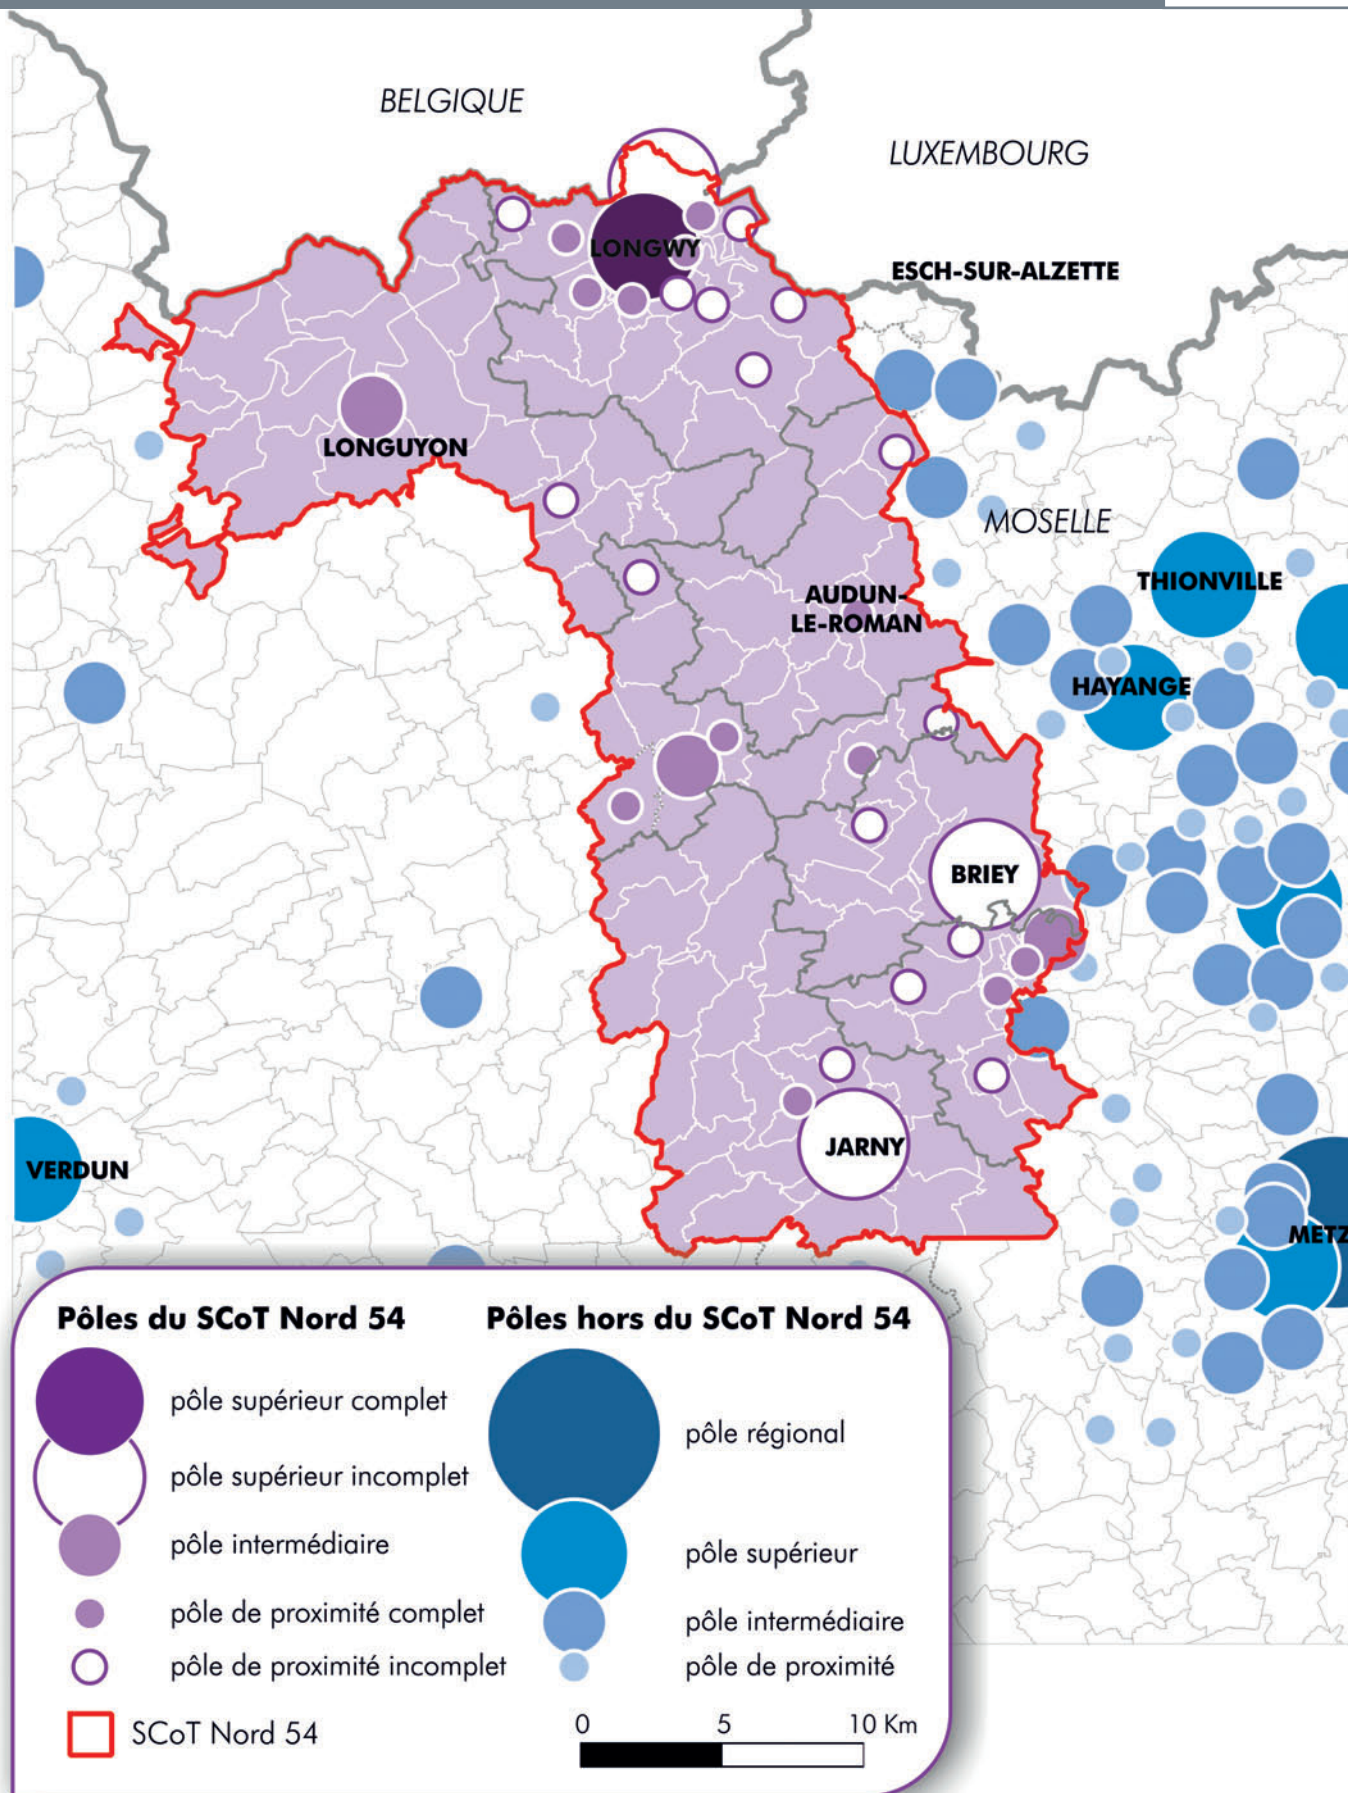 BELGIQUE
LUXEMBOURG
LONGWY
ESCH-SUR-ALZETTE
LONGUYON
MOSELLE
THIONVILLE
AUDUN-
LE-ROMAN
HAYANGE
BRIEY
JARNY
VERDUN
METZ
Pôles du SCoT Nord 54
pôle supérieur complet
pôle supérieur incomplet
pôle intermédiaire
pôle de proximité complet
pôle de proximité incomplet
SCoT Nord 54
Pôles hors du SCoT Nord 54
pôle régional
pôle supérieur
pôle intermédiaire
pôle de proximité
0 5 10 Km